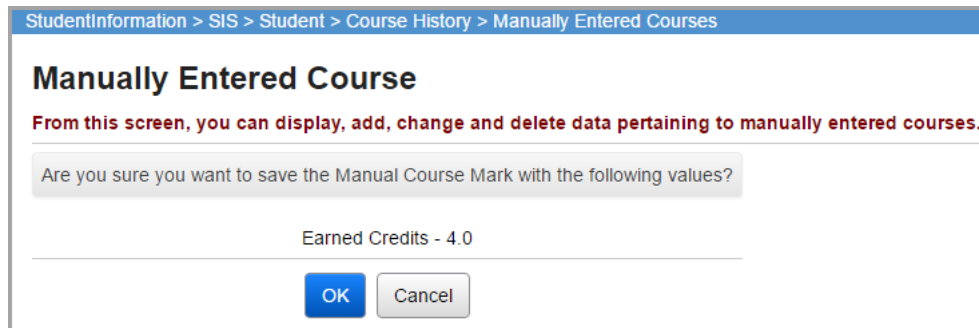 StudentInformation > SIS > Student > Course History > Manually Entered Courses
Manually Entered Course
From this screen, you can display, add, change and delete data pertaining to manually entered courses.
Are you sure you want to save the Manual Course Mark with the following values?
Earned Credits - 4.0
OK Cancel